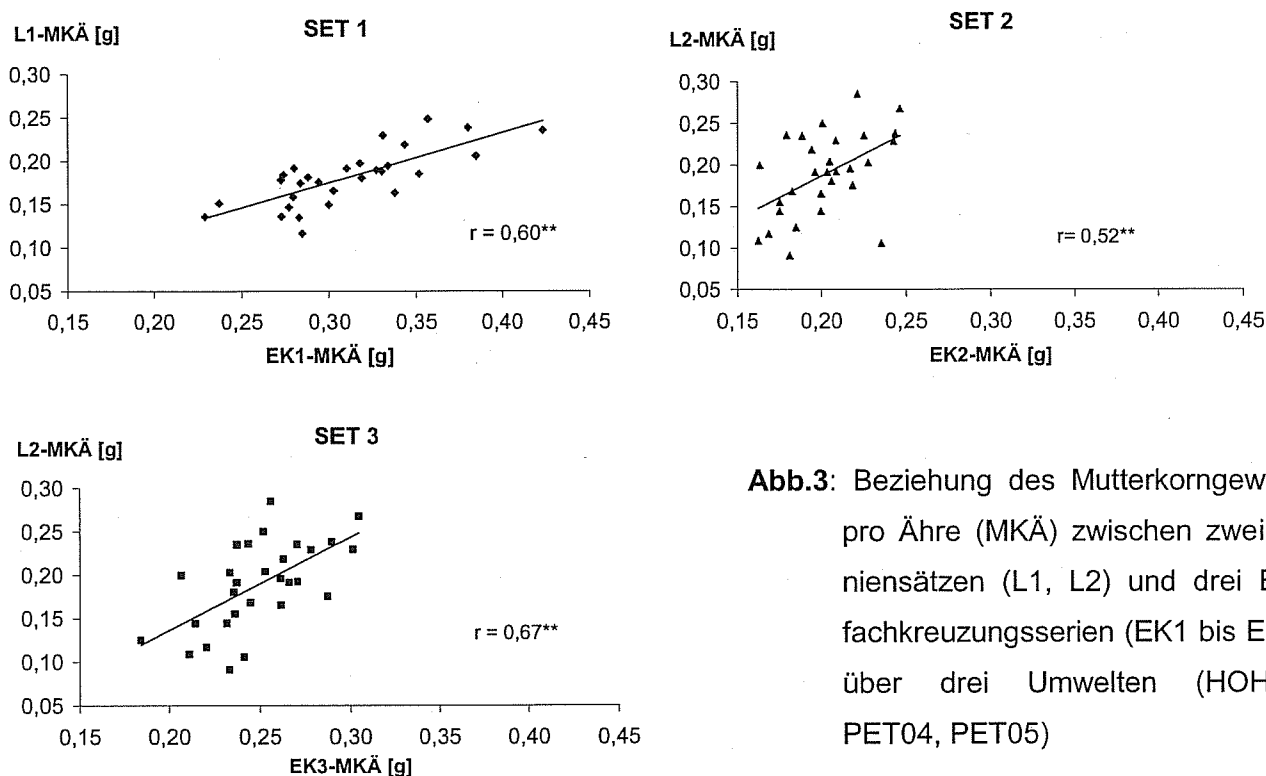 SET 1
L1-MKÄ [g]
0,30
0,25
0,20
0,15
0,10
0,05
r = 0,60**
0,15 0,20 0,25 0,30 0,35 0,40 0,45
EK1-MKÄ [g]
SET 2
L2-MKÄ [g]
0,30
0,25
0,20
0,15
0,10
0,05
r= 0,52**
0,15 0,20 0,25 0,30 0,35 0,40 0,45
EK2-MKÄ [g]
SET 3
L2-MKÄ [g]
0,30
0,25
0,20
0,15
0,10
0,05
r = 0,67**
0,15 0,20 0,25 0,30 0,35 0,40 0,45
EK3-MKÄ [g]
Abb.3: Beziehung des Mutterkorngew
pro Ähre (MKÄ) zwischen zwei
niensätzen (L1, L2) und drei E
fachkreuzungsserien (EK1 bis E
über drei Umwelten (HOH
PET04, PET05)